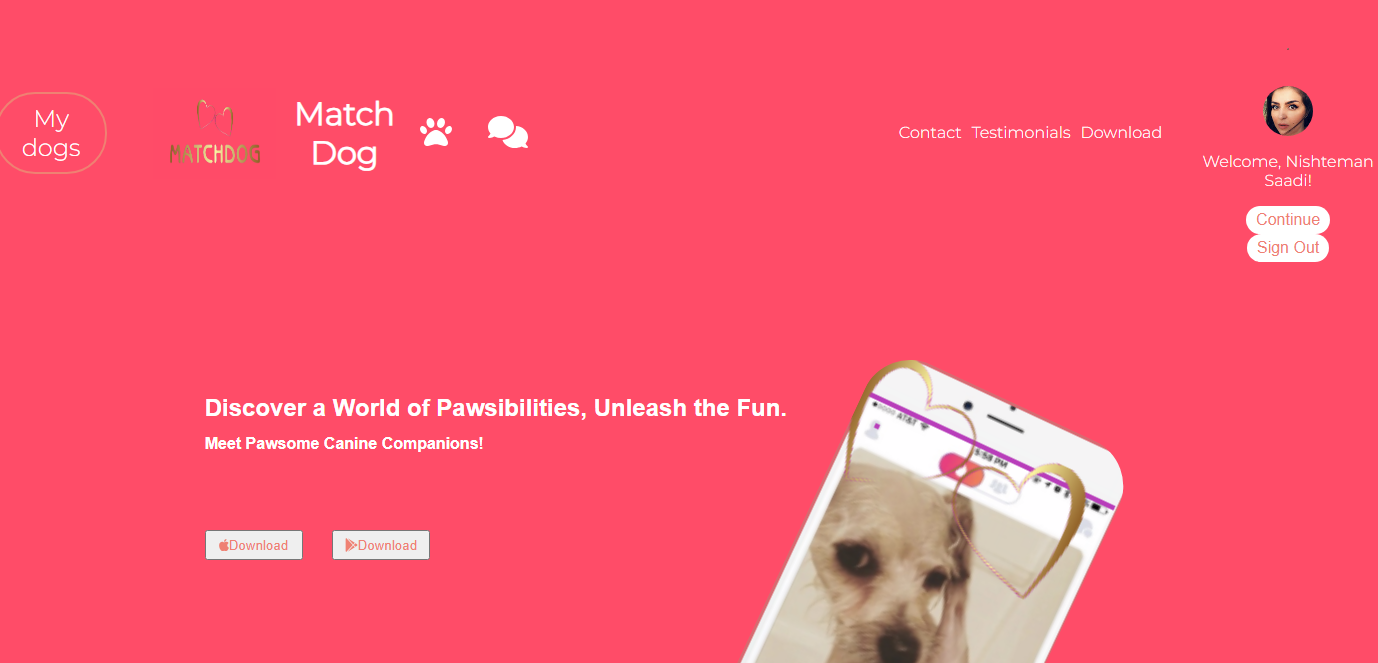 My
dogs
MATCHDOG
Match
Dog
Contact Testimonials Download
Welcome, Nishteman
Saadi!
Continue
Sign Out
Discover a World of Pawsibilities, Unleash the Fun.
Meet Pawsome Canine Companions!
AT&T
5:58 PM
Download
Download